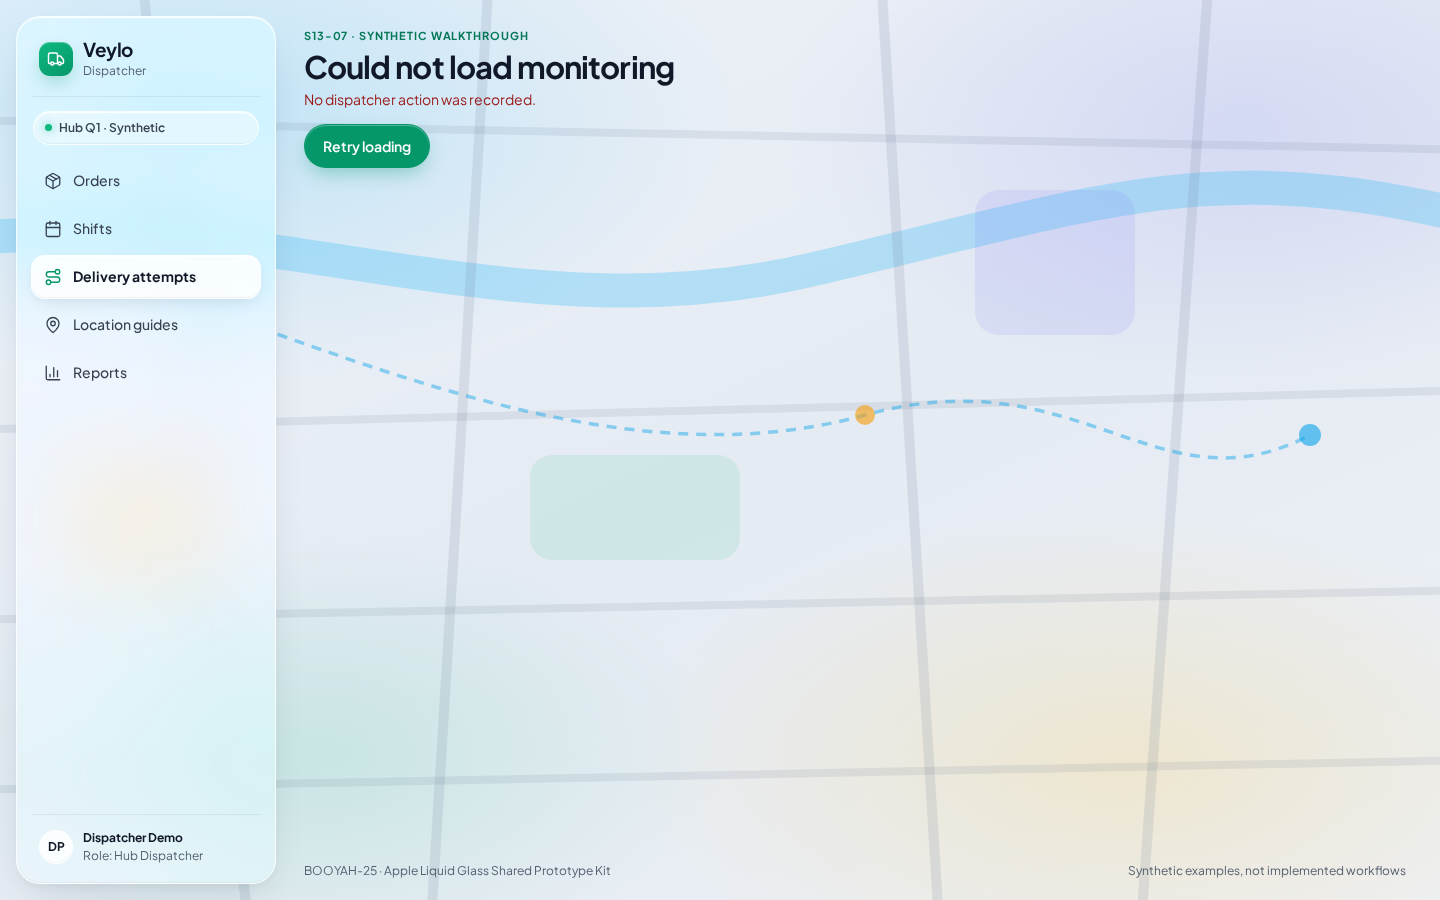 Veylo
Dispatcher
Hub Q1 · Synthetic
Orders
Shifts
Delivery attempts
Location guides
Reports
DP
Dispatcher Demo
Role: Hub Dispatcher
S13-07 · SYNTHETIC WALKTHROUGH
Could not load monitoring
No dispatcher action was recorded.
Retry loading
BOOYAH-25 · Apple Liquid Glass Shared Prototype Kit
Synthetic examples, not implemented workflows